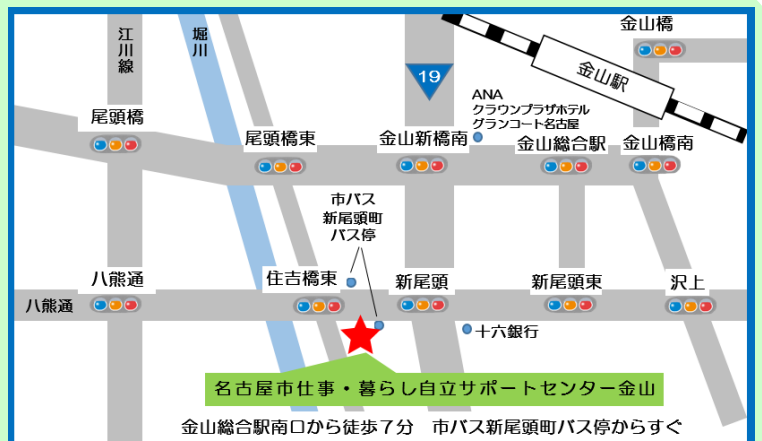 金山橋
江川線
堀川
金山駅
19
ANA
クラウンプラザホテル
グランコート名古屋
尾頭橋
尾頭橋東
金山新橋南
金山総合駅
金山橋南
市バス
新尾頭町
バス停
八熊通
住吉橋東
新尾頭
新尾頭東
沢上
八熊通
十六銀行
名古屋市仕事・暮らし自立サポートセンター金山
金山総合駅南口から徒歩7分 市バス新尾頭町バス停からすぐ